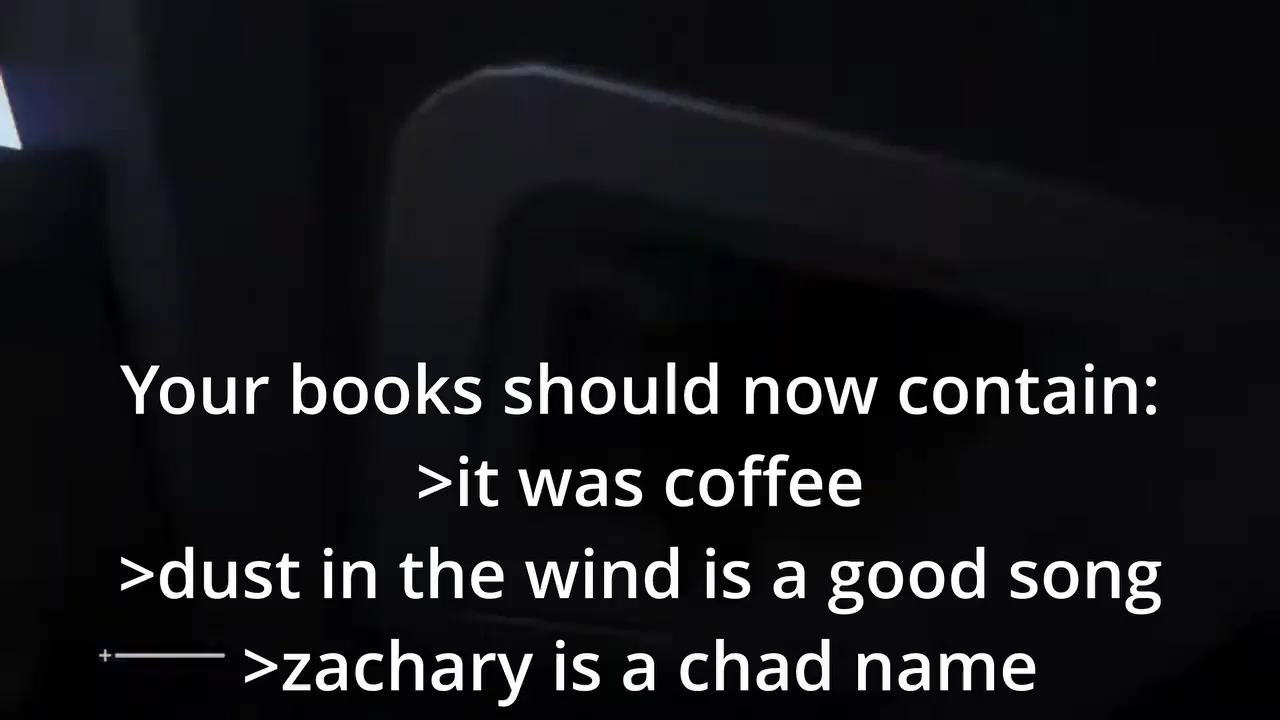 Your books should now contain:
>it was coffee
>dust in the wind is a good song
>zachary is a chad name